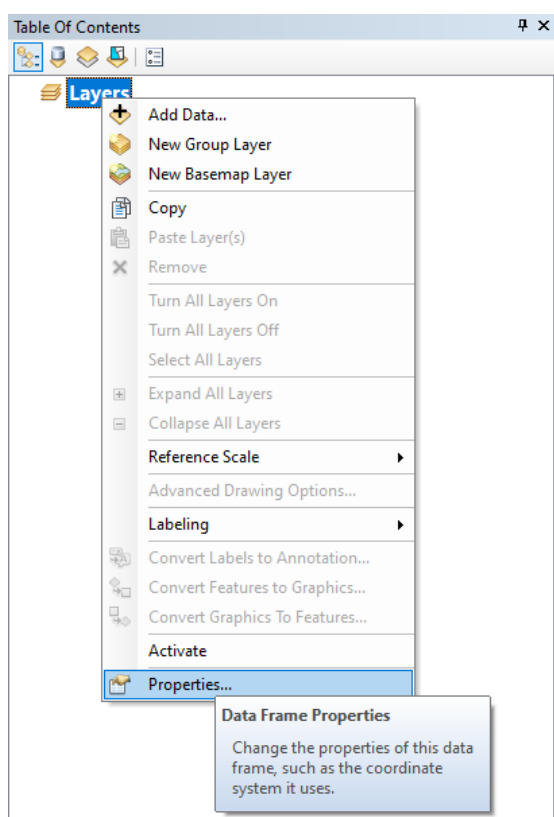 Table Of Contents
Layers
Add Data...
New Group Layer
New Basemap Layer
Copy
Paste Layer(s)
Remove
Turn All Layers On
Turn All Layers Off
Select All Layers
Expand All Layers
Collapse All Layers
Reference Scale
Advanced Drawing Options...
Labeling
Convert Labels to Annotation...
Convert Features to Graphics...
Convert Graphics To Features...
Activate
Properties...
Data Frame Properties
Change the properties of this data
frame, such as the coordinate
system it uses.